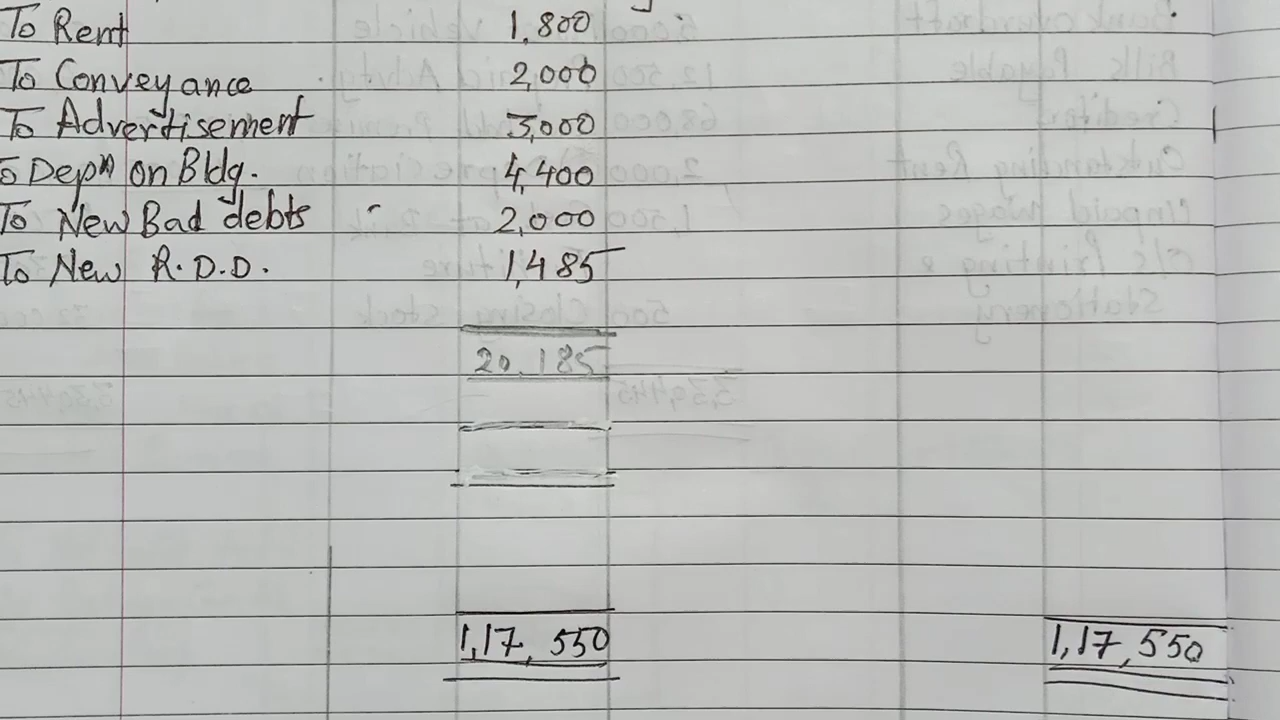 To Rent 1,800
To Conveyance 2,000
To Advertisement 3,000
To Depn on Bldg. 4,400
To New Bad debts 2,000
To New R.D.D. 1,485
20,185
1,17,550 1,17,550